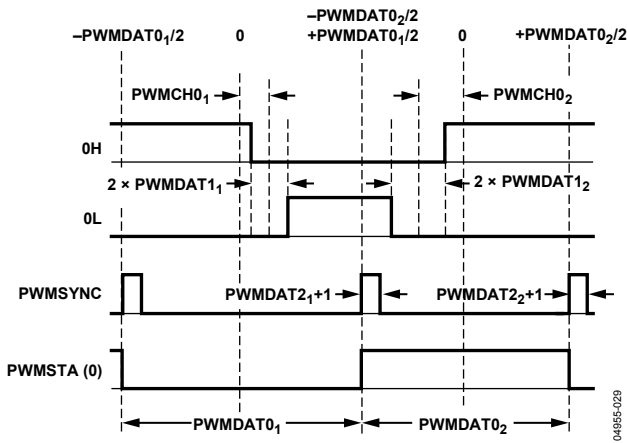 –PWMDAT0₂/2
–PWMDAT0₁/2 0 +PWMDAT0₁/2 0 +PWMDAT0₂/2
PWMCH0₁ PWMCH0₂
0H
2 × PWMDAT1₁ 2 × PWMDAT1₂
0L
PWMSYNC PWMDAT2₁+1 PWMDAT2₂+1
PWMSTA (0)
PWMDAT0₁ PWMDAT0₂
04955-029